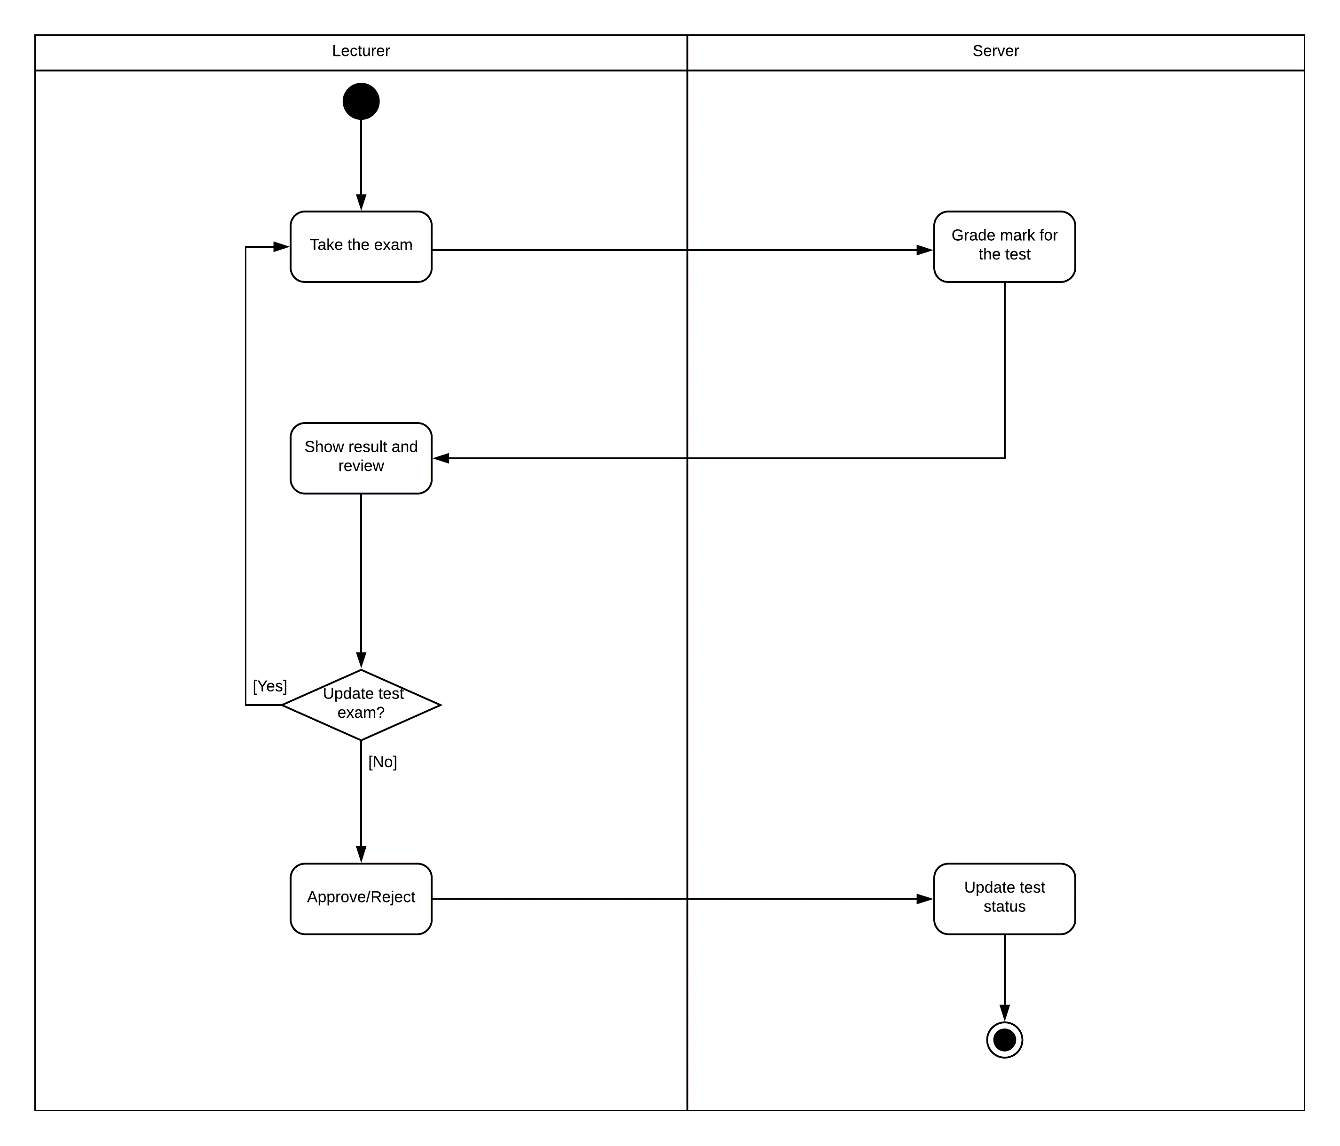 Lecturer
Server
Take the exam
Grade mark for
the test
Show result and
review
[Yes]
Update test
exam?
[No]
Approve/Reject
Update test
status